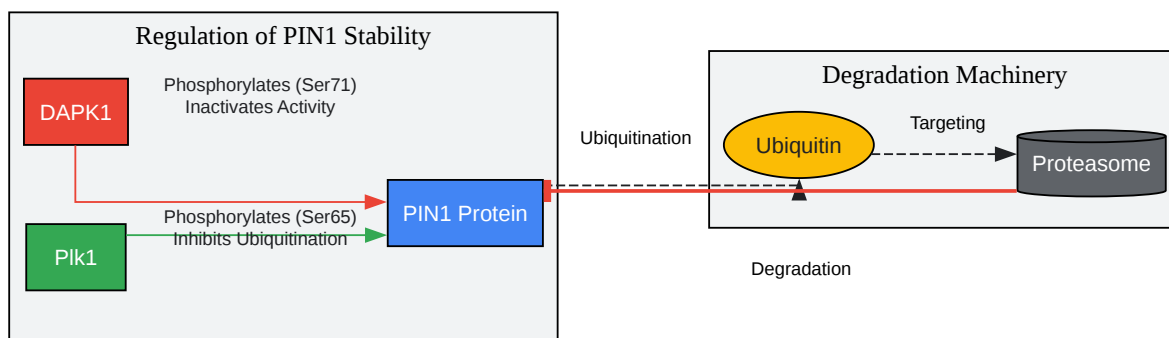 Regulation of PIN1 Stability
DAPK1
Phosphorylates (Ser71)
Inactivates Activity
PIN1 Protein
Phosphorylates (Ser65)
Inhibits Ubiquitination
Plk1
Ubiquitination
Degradation Machinery
Ubiquitin
Targeting
Proteasome
Degradation